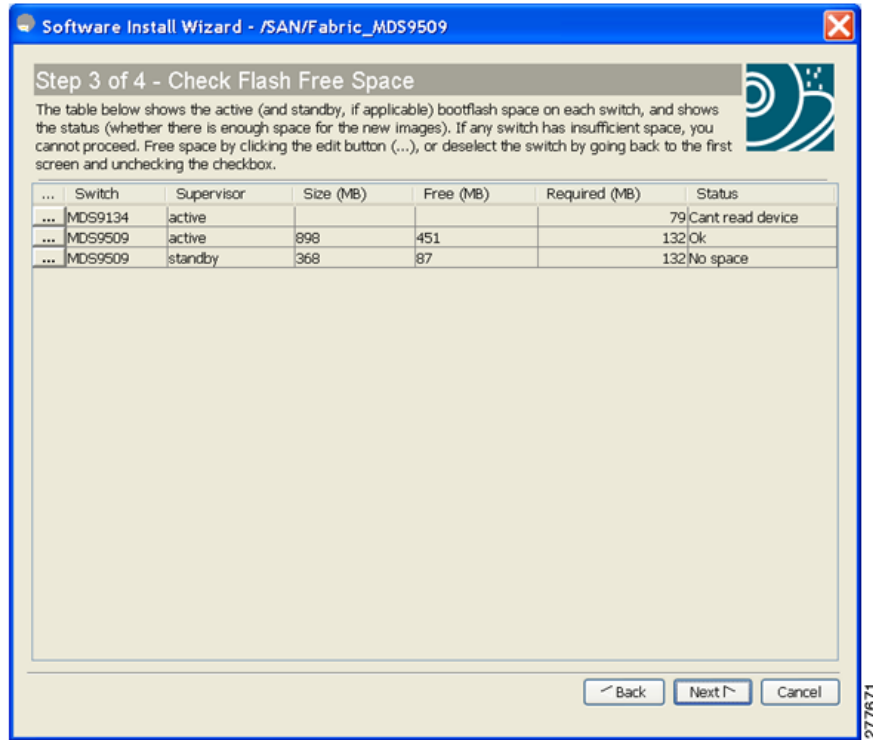 Software Install Wizard - /SAN/Fabric_MDS9509
Step 3 of 4 - Check Flash Free Space
The table below shows the active (and standby, if applicable) bootflash space on each switch, and shows
the status (whether there is enough space for the new images). If any switch has insufficient space, you
cannot proceed. Free space by clicking the edit button (...), or deselect the switch by going back to the first
screen and unchecking the checkbox.
... Switch Supervisor Size (MB) Free (MB) Required (MB) Status
... MDS9134 active 79 Cant read device
... MDS9509 active 898 451 132 Ok
... MDS9509 standby 368 87 132 No space
Back Next Cancel
277671